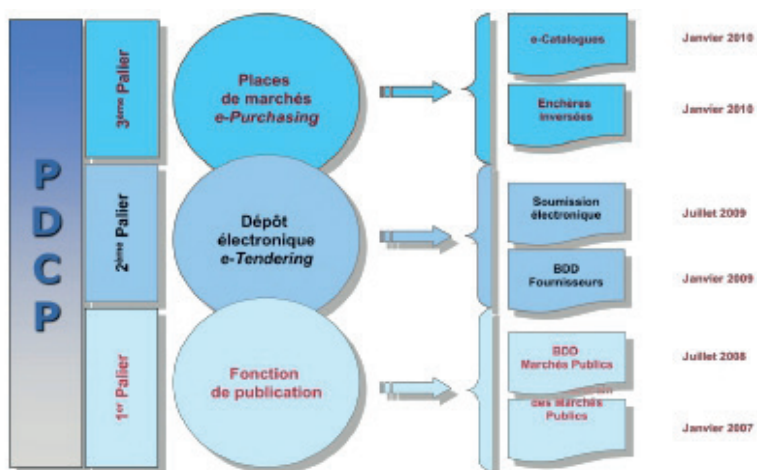 PDCP
3ème Palier
Places
de marchés
e-Purchasing
e-Catalogues
Janvier 2010
Enchères
inversées
Janvier 2010
2ème Palier
Dépôt
électronique
e-Tendering
Soumission
électronique
Juillet 2009
BDD
Fournisseurs
Janvier 2009
1er Palier
Fonction
de publication
BDD
Marchés Publics
Juillet 2008
des Marchés
Publics
Janvier 2007